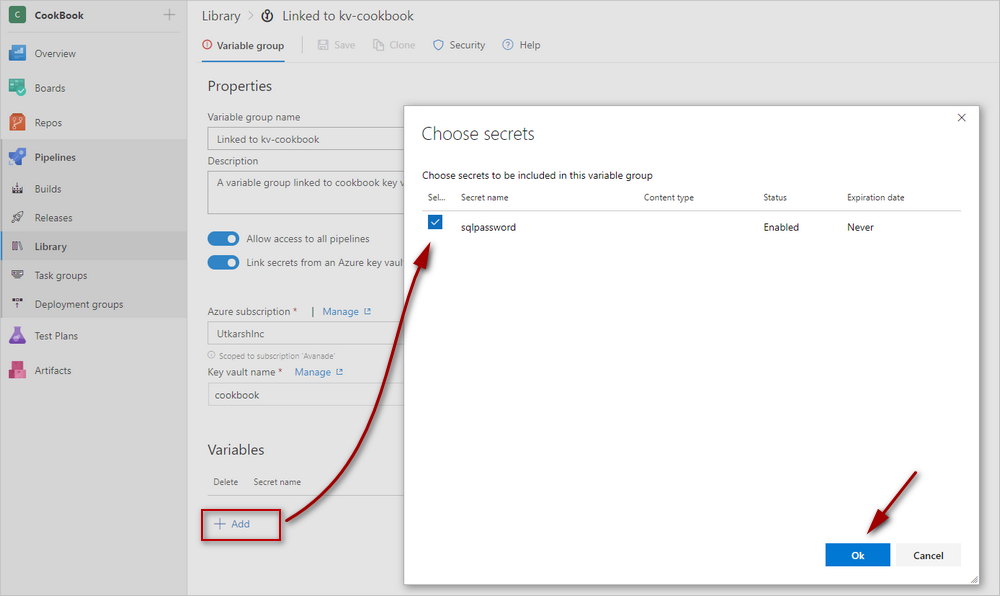 C CookBook
Overview
Boards
Repos
Pipelines
Builds
Releases
Library
Task groups
Deployment groups
Test Plans
Artifacts
Library > Linked to kv-cookbook
Variable group | Save Clone Security ? Help
Properties
Variable group name
Linked to kv-cookbook
Description
A variable group linked to cookbook key v
Allow access to all pipelines
Link secrets from an Azure key vaul
Azure subscription * | Manage
UtkarshInc
Scoped to subscription 'Avanade'
Key vault name * Manage
cookbook
Variables
Delete Secret name
+ Add
Choose secrets
Choose secrets to be included in this variable group
Sel... Secret name Content type Status Expiration date
sqlpassword Enabled Never
Ok Cancel